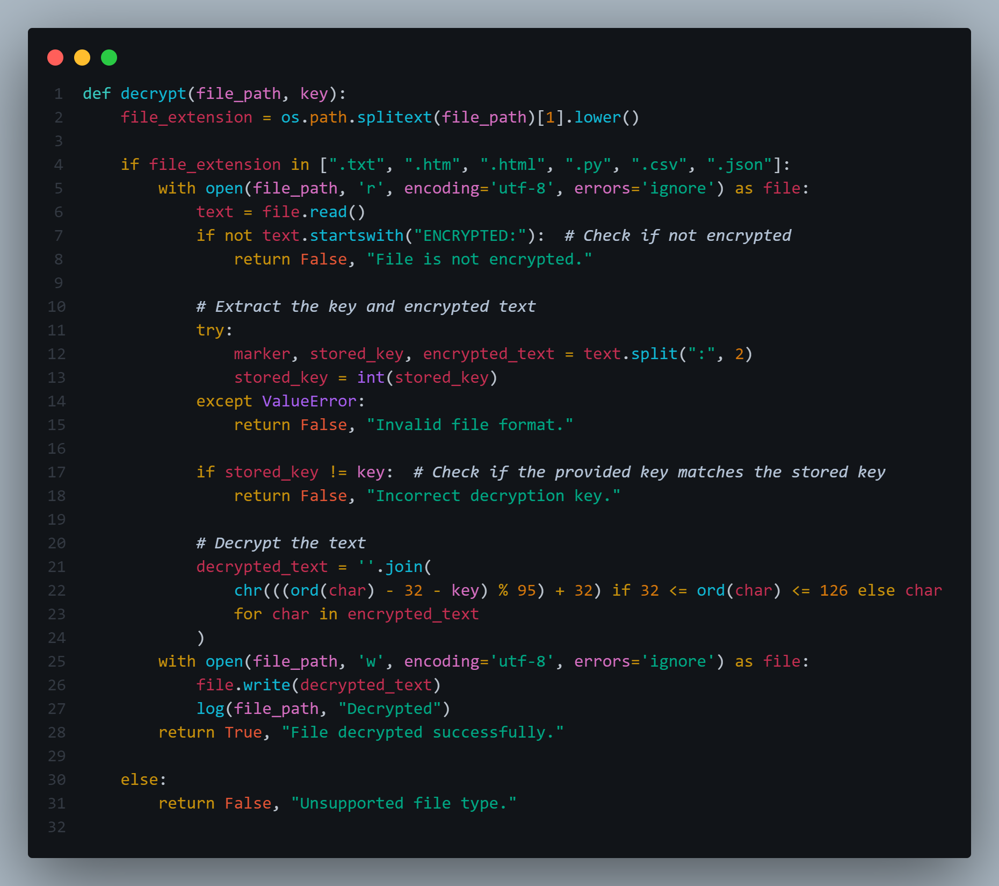 1 def decrypt(file_path, key):
2     file_extension = os.path.splitext(file_path)[1].lower()
3
4     if file_extension in [".txt", ".htm", ".html", ".py", ".csv", ".json"]:
5         with open(file_path, 'r', encoding='utf-8', errors='ignore') as file:
6             text = file.read()
7             if not text.startswith("ENCRYPTED:"):  # Check if not encrypted
8                 return False, "File is not encrypted."
9
10             # Extract the key and encrypted text
11             try:
12                 marker, stored_key, encrypted_text = text.split(":", 2)
13                 stored_key = int(stored_key)
14             except ValueError:
15                 return False, "Invalid file format."
16
17             if stored_key != key:  # Check if the provided key matches the stored key
18                 return False, "Incorrect decryption key."
19
20             # Decrypt the text
21             decrypted_text = ''.join(
22                 chr(((ord(char) - 32 - key) % 95) + 32) if 32 <= ord(char) <= 126 else char
23                 for char in encrypted_text
24             )
25         with open(file_path, 'w', encoding='utf-8', errors='ignore') as file:
26             file.write(decrypted_text)
27             log(file_path, "Decrypted")
28         return True, "File decrypted successfully."
29
30     else:
31         return False, "Unsupported file type."
32